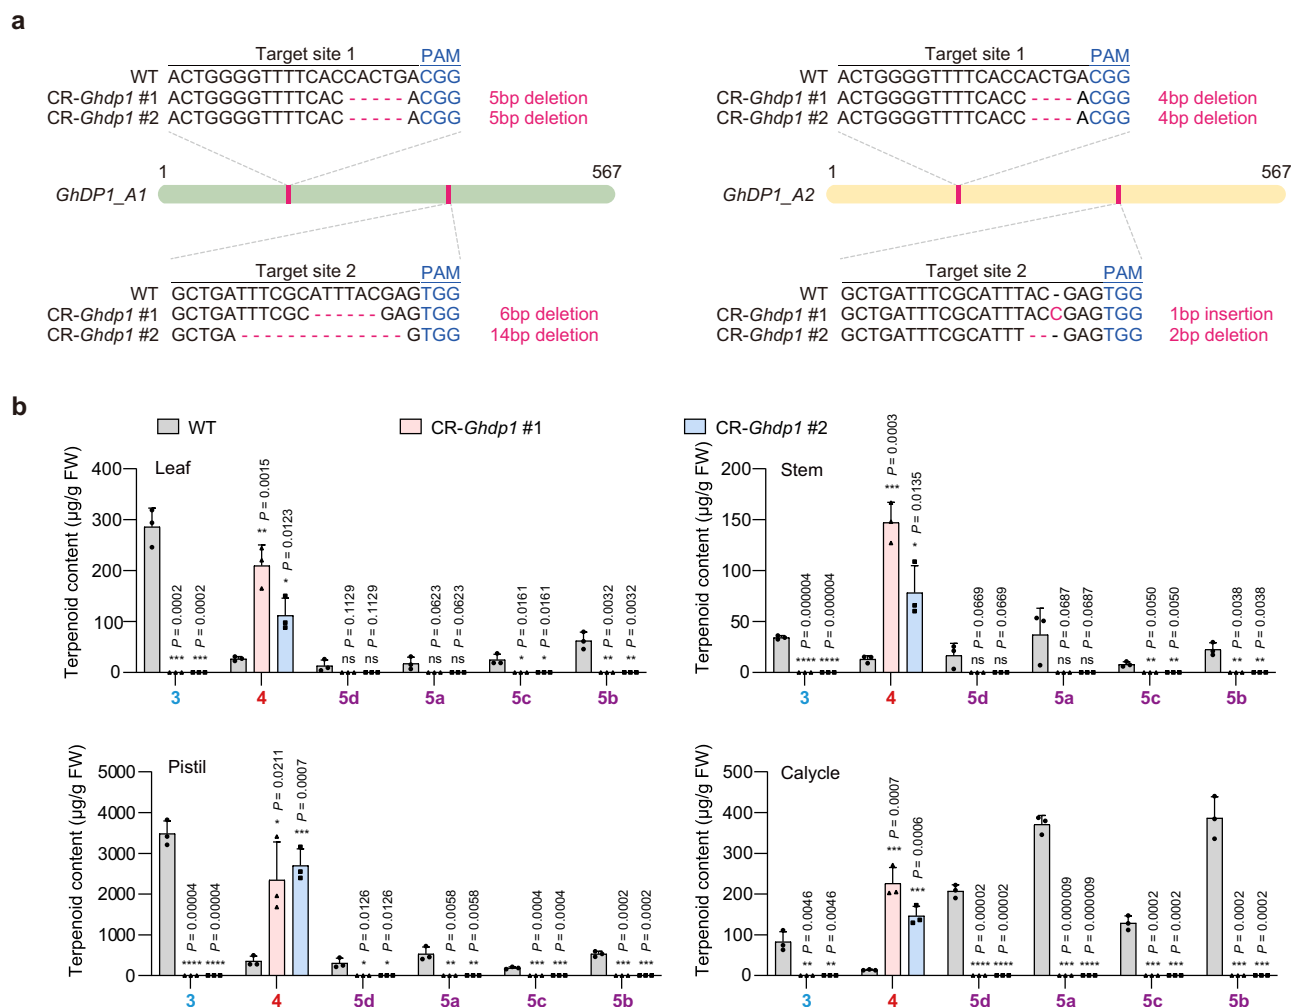 a
Target site 1 PAM
WT ACTGGGGTTTTCACCACTGACGG
CR-Ghdp1 #1 ACTGGGGTTTTCAC-----ACGG 5bp deletion
CR-Ghdp1 #2 ACTGGGGTTTTCAC-----ACGG 5bp deletion
1 567
GhDP1_A1
Target site 2 PAM
WT GCTGATTTCGCATTTACGAGTGG
CR-Ghdp1 #1 GCTGATTTCGC------GAGTGG 6bp deletion
CR-Ghdp1 #2 GCTGA--------------GTGG 14bp deletion
Target site 1 PAM
WT ACTGGGGTTTTCACCACTGACGG
CR-Ghdp1 #1 ACTGGGGTTTTCACC----ACGG 4bp deletion
CR-Ghdp1 #2 ACTGGGGTTTTCACC----ACGG 4bp deletion
1 567
GhDP1_A2
Target site 2 PAM
WT GCTGATTTCGCATTTAC-GAGTGG
CR-Ghdp1 #1 GCTGATTTCGCATTTACCGAGTGG 1bp insertion
CR-Ghdp1 #2 GCTGATTTCGCATTT---GAGTGG 2bp deletion
b
WT CR-Ghdp1 #1 CR-Ghdp1 #2
Leaf
Terpenoid content (µg/g FW)
400
300
200
100
0
*** P = 0.0002
*** P = 0.0002
** P = 0.0015
* P = 0.0123
ns P = 0.1129
ns P = 0.1129
ns P = 0.0623
ns P = 0.0623
* P = 0.0161
* P = 0.0161
** P = 0.0032
** P = 0.0032
3 4 5d 5a 5c 5b
Stem
Terpenoid content (µg/g FW)
200
150
100
50
0
**** P = 0.000004
**** P = 0.000004
*** P = 0.0003
* P = 0.0135
ns P = 0.0669
ns P = 0.0669
ns P = 0.0687
ns P = 0.0687
** P = 0.0050
** P = 0.0050
** P = 0.0038
** P = 0.0038
3 4 5d 5a 5c 5b
Pistil
Terpenoid content (µg/g FW)
5000
4000
3000
2000
1000
0
**** P = 0.00004
**** P = 0.00004
* P = 0.0211
*** P = 0.0007
* P = 0.0126
* P = 0.0126
** P = 0.0058
** P = 0.0058
*** P = 0.0004
*** P = 0.0004
*** P = 0.0002
*** P = 0.0002
3 4 5d 5a 5c 5b
Calycle
Terpenoid content (µg/g FW)
500
400
300
200
100
0
** P = 0.0046
** P = 0.0046
*** P = 0.0007
*** P = 0.0006
**** P = 0.00002
**** P = 0.00002
**** P = 0.000009
**** P = 0.000009
*** P = 0.0002
*** P = 0.0002
*** P = 0.0002
*** P = 0.0002
3 4 5d 5a 5c 5b